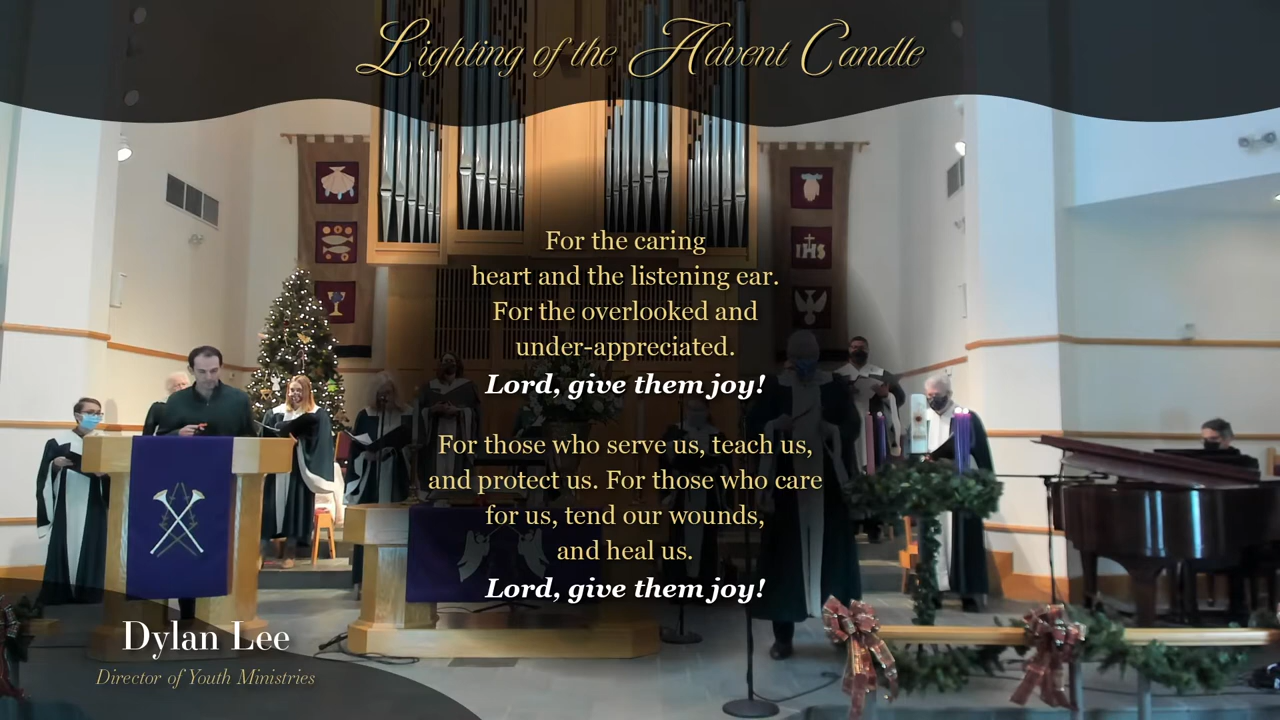 Lighting of the Advent Candle
IHS
For the caring
heart and the listening ear.
For the overlooked and
under-appreciated.
Lord, give them joy!
For those who serve us, teach us,
and protect us. For those who care
for us, tend our wounds,
and heal us.
Lord, give them joy!
Dylan Lee
Director of Youth Ministries